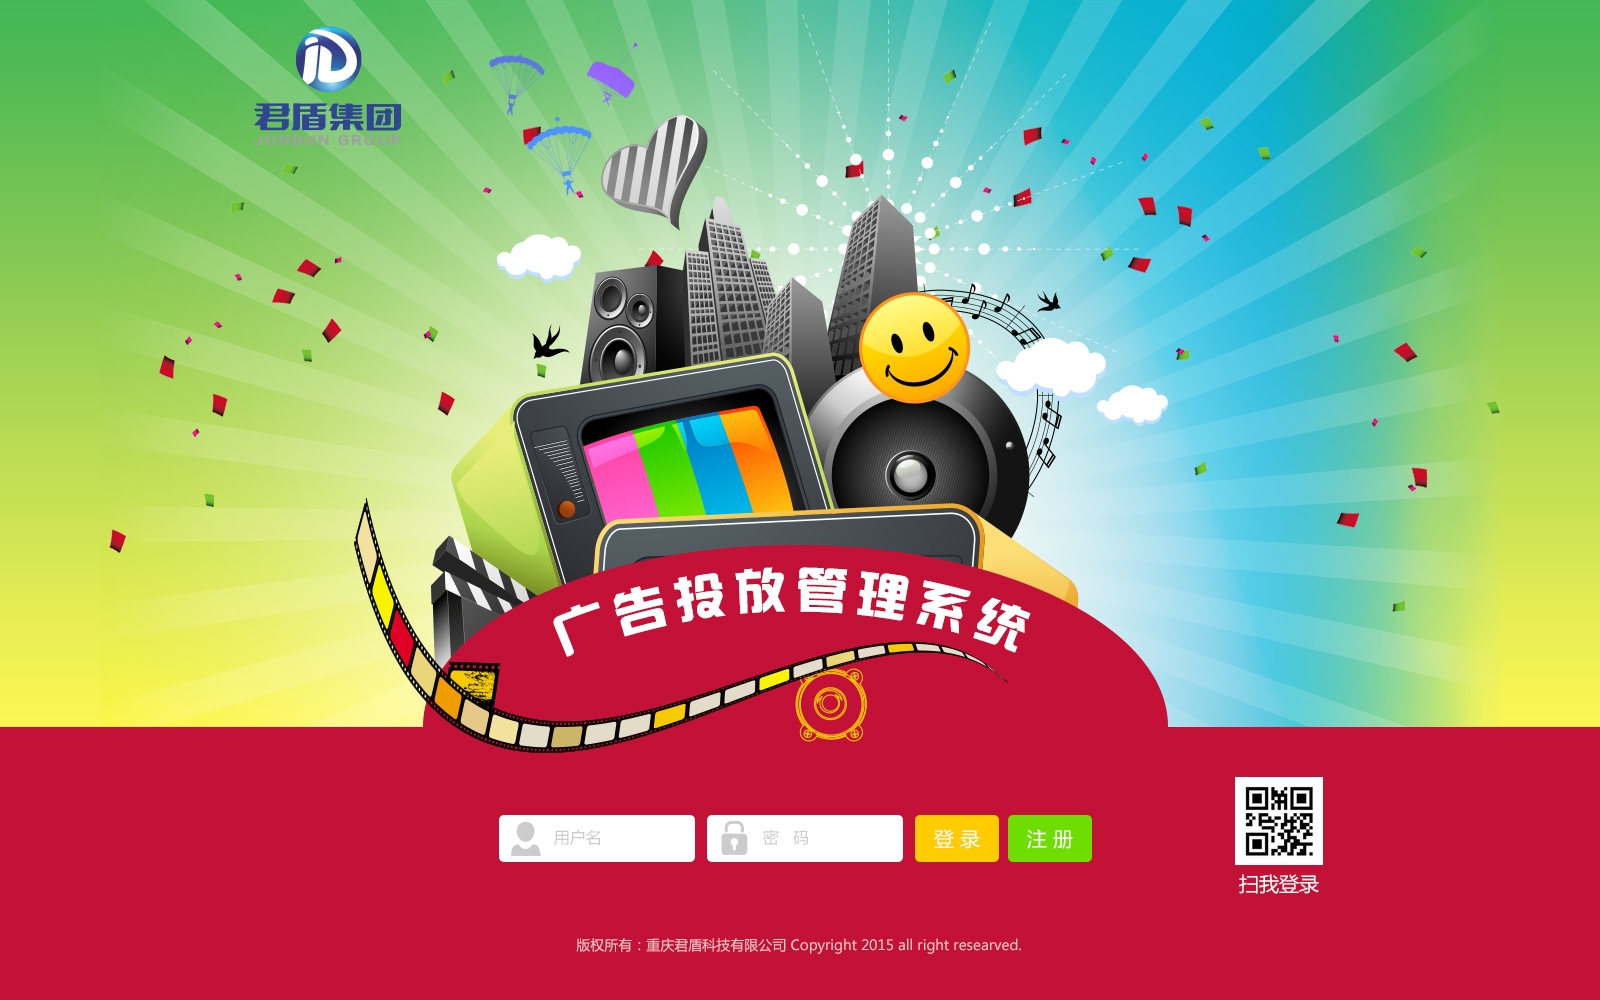 君盾集团
JUNDUN GROUP
广告投放管理系统
用户名
密 码
登 录
注 册
扫我登录
版权所有：重庆君盾科技有限公司 Copyright 2015 all right researved.